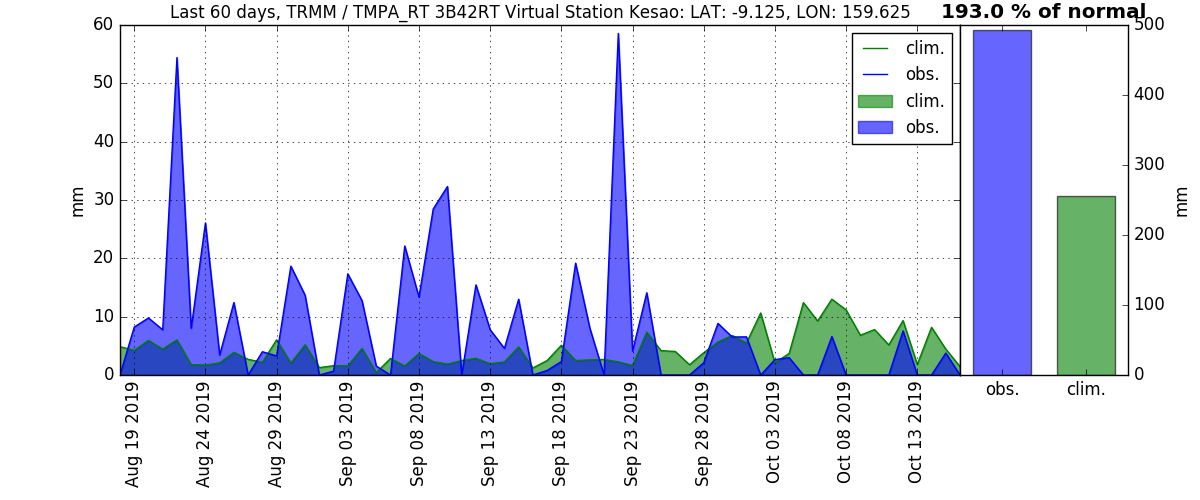 Last 60 days, TRMM / TMPA_RT 3B42RT Virtual Station Kesao: LAT: -9.125, LON: 159.625
193.0 % of normal
60
50
40
30
20
10
0
mm
clim.
obs.
clim.
obs.
500
400
300
200
100
0
mm
obs.
clim.
Aug 19 2019
Aug 24 2019
Aug 29 2019
Sep 03 2019
Sep 08 2019
Sep 13 2019
Sep 18 2019
Sep 23 2019
Sep 28 2019
Oct 03 2019
Oct 08 2019
Oct 13 2019